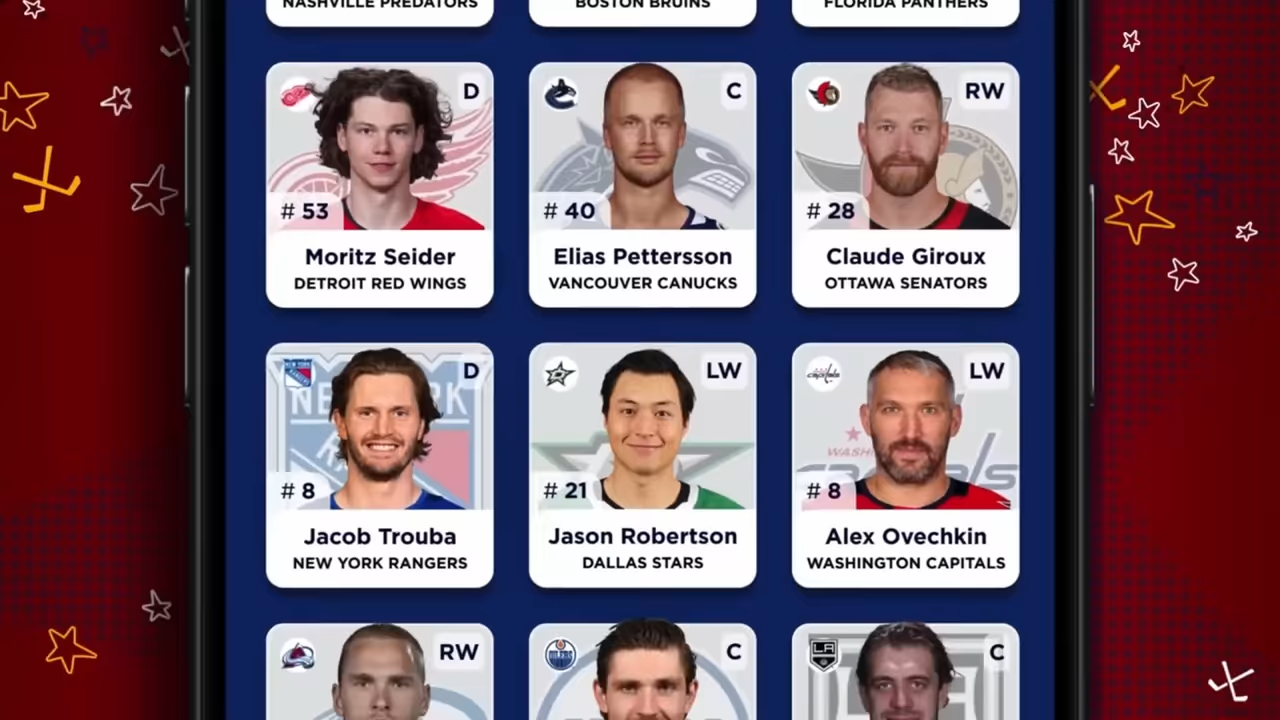 NASHVILLE PREDATORS
BOSTON BRUINS
FLORIDA PANTHERS
D
C
RW
# 53
# 40
# 28
Moritz Seider
Elias Pettersson
Claude Giroux
DETROIT RED WINGS
VANCOUVER CANUCKS
OTTAWA SENATORS
D
LW
LW
# 8
# 21
# 8
Jacob Trouba
Jason Robertson
Alex Ovechkin
NEW YORK RANGERS
DALLAS STARS
WASHINGTON CAPITALS
RW
C
C
OILERS
LA